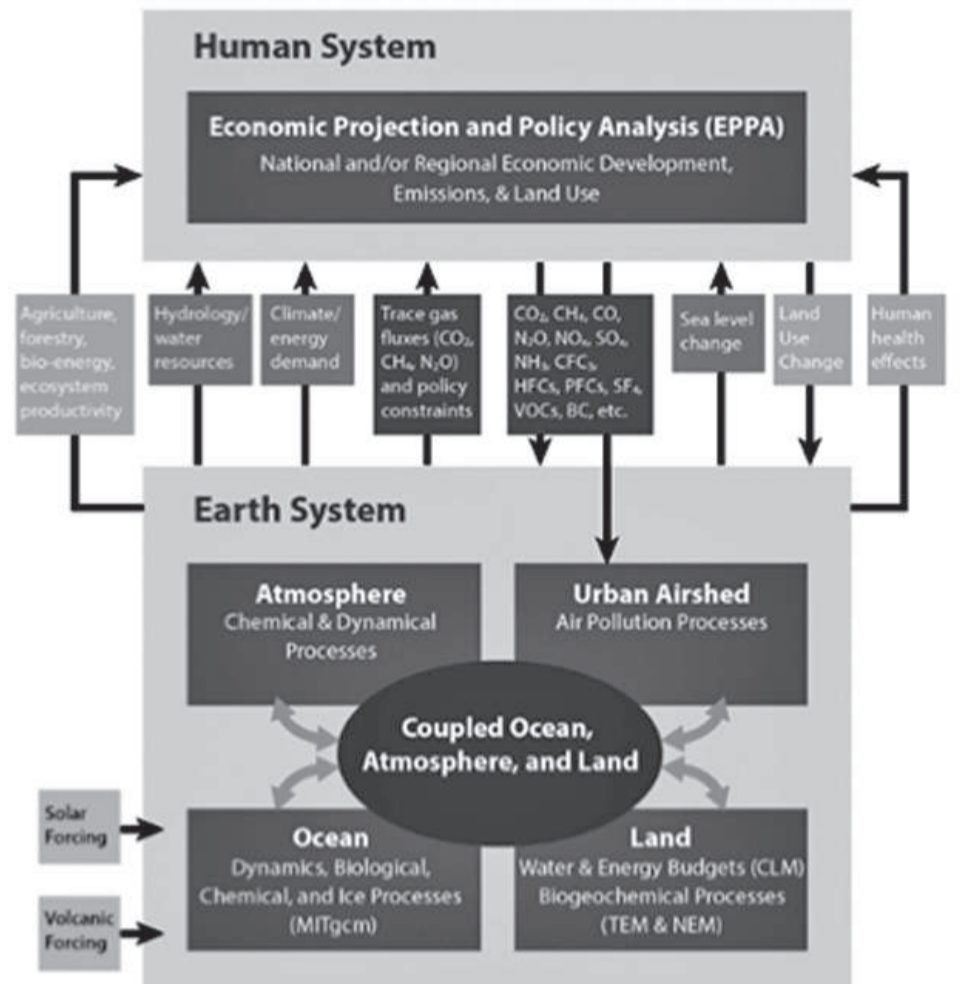 Human System
Economic Projection and Policy Analysis (EPPA)
National and/or Regional Economic Development,
Emissions, & Land Use
Agriculture,
forestry,
bio-energy,
ecosystem
productivity
Hydrology/
water
resources
Climate/
energy
demand
Trace gas
fluxes (CO₂,
CH₄, N₂O)
and policy
constraints
CO₂, CH₄, CO,
N₂O, NOₓ, SOₓ,
NH₃, CFCs,
HFCs, PFCs, SF₆,
VOCs, BC, etc.
Sea level
change
Land
Use
Change
Human
health
effects
Earth System
Atmosphere
Chemical & Dynamical
Processes
Urban Airshed
Air Pollution Processes
Coupled Ocean,
Atmosphere, and Land
Solar
Forcing
Volcanic
Forcing
Ocean
Dynamics, Biological,
Chemical, and Ice Processes
(MITgcm)
Land
Water & Energy Budgets (CLM)
Biogeochemical Processes
(TEM & NEM)